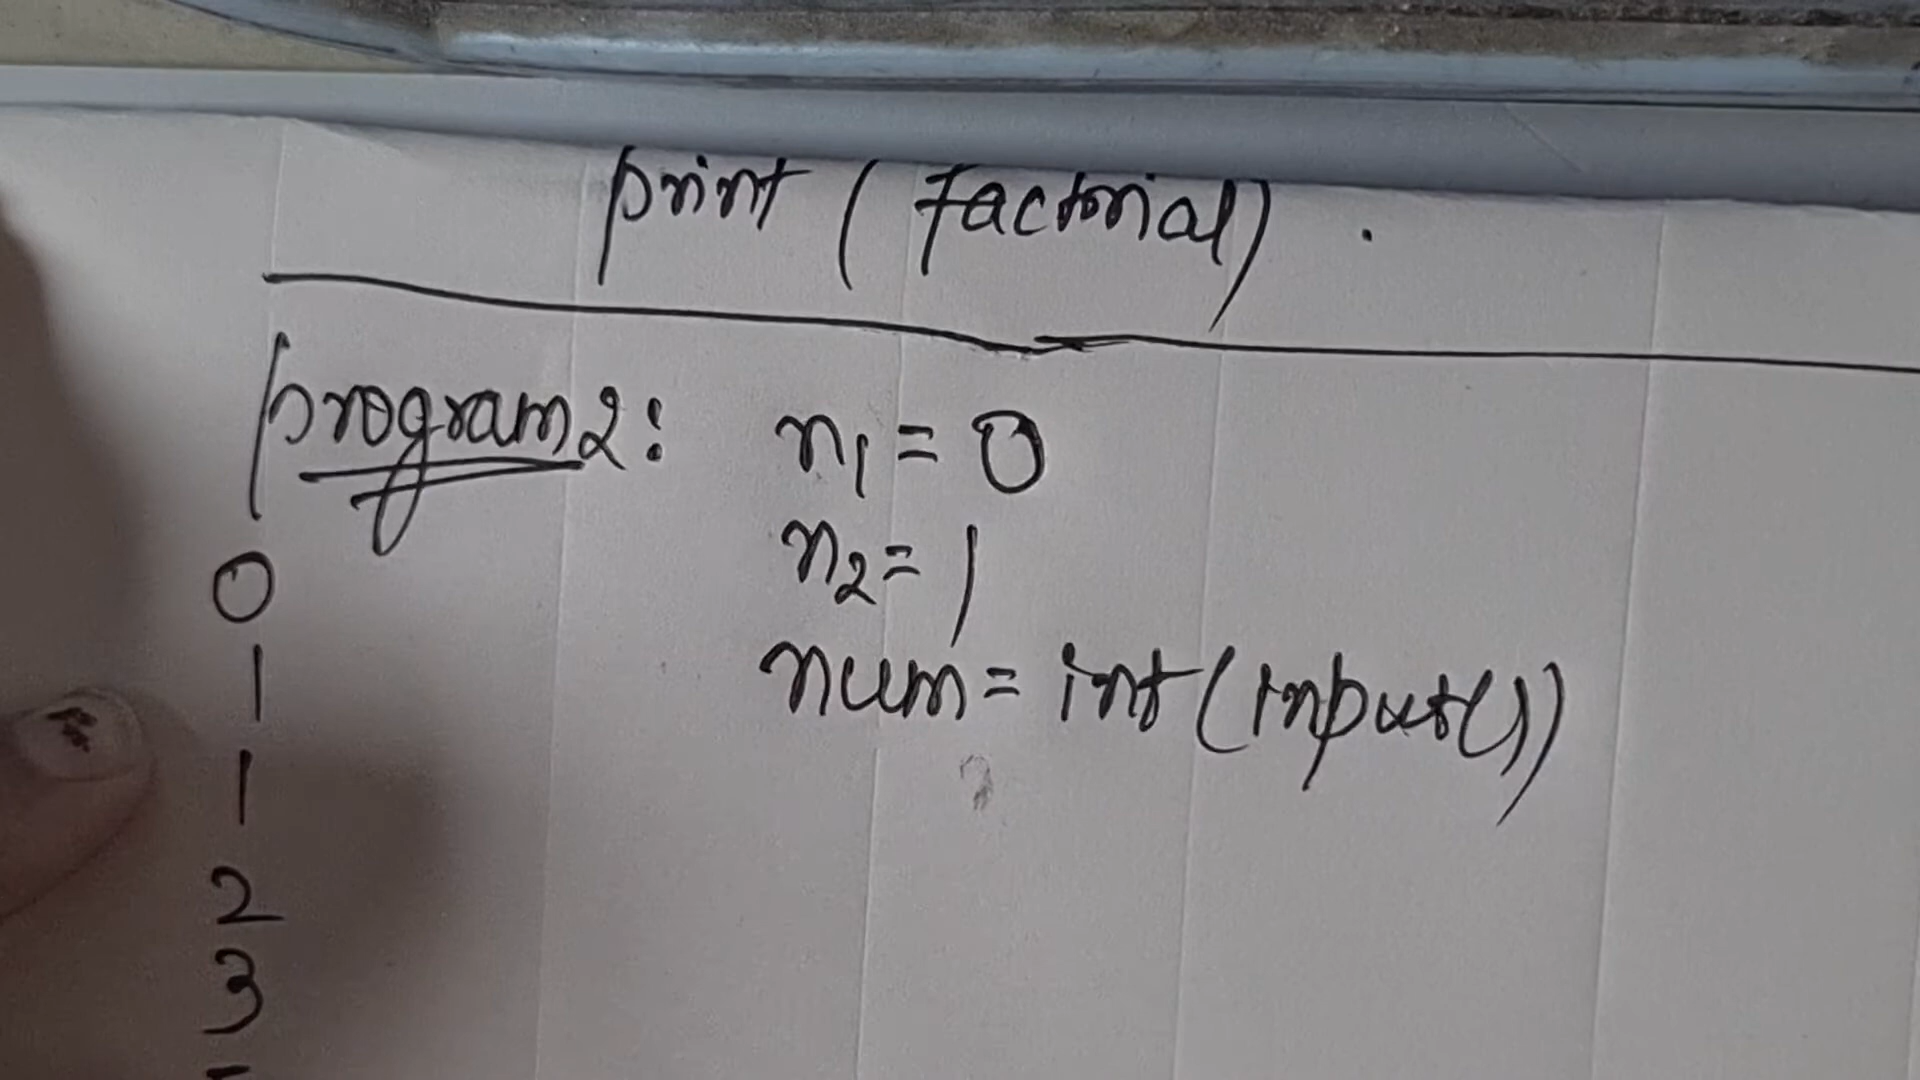 print (Factorial) .
program2: n1 = 0
n2 = 1
num = int(input())
0
1
1
2
3